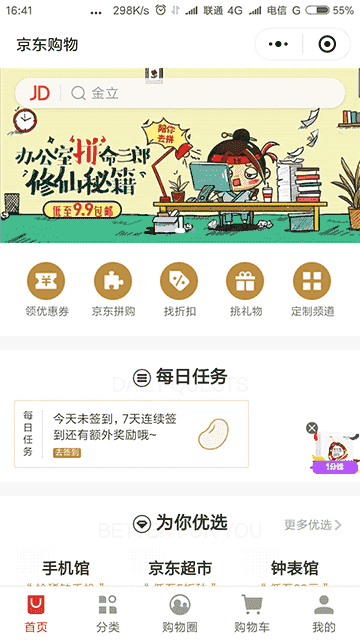 16:41
... 298K/s 联通 4G 电信 G 55%
京东购物
JD 金立
陪你去拼
办公室拼命三郎
修仙秘籍
低至9.9包邮
领优惠券 京东拼购 找折扣 挑礼物 定制频道
每日任务
每日任务
今天未签到，7天连续签
到还有额外奖励哦~
去签到
1分钱
为你优选
BETTER FOR YOU
更多优选 >
手机馆 京东超市 钟表馆
首页 分类 购物圈 购物车 我的